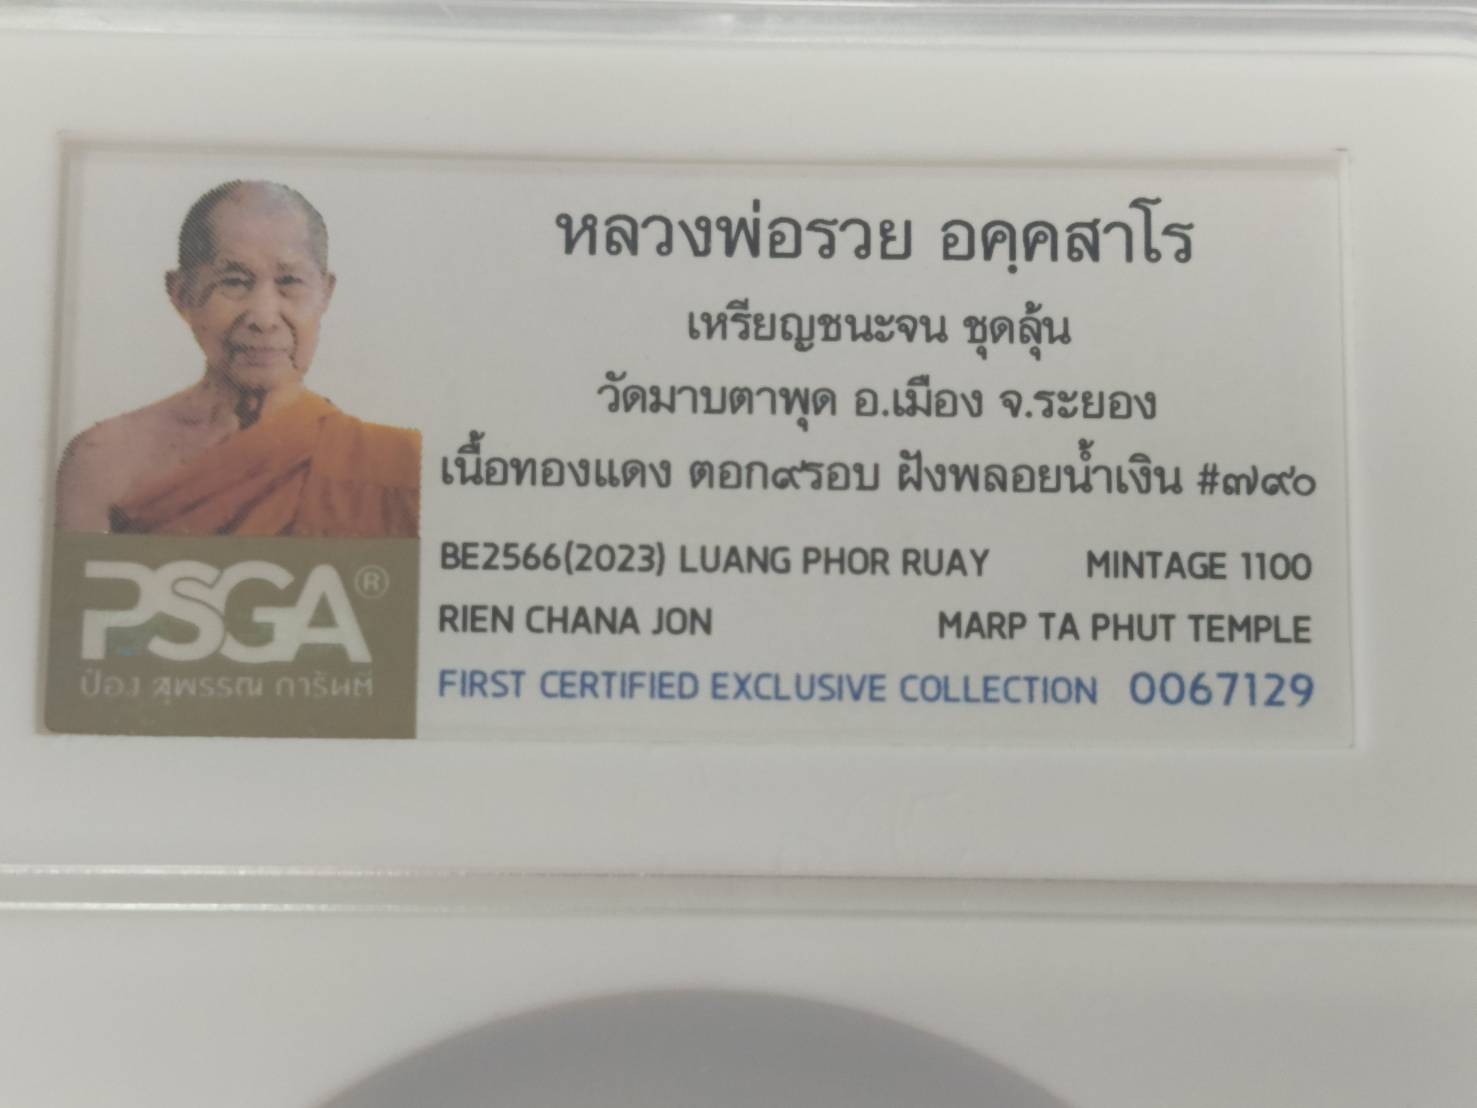 หลวงพ่อรวย อคฺคสาโร
เหรียญชนะจน ชุดลุ้น
วัดมาบตาพุด อ.เมือง จ.ระยอง
เนื้อทองแดง ตอก๙รอบ ฝังพลอยน้ำเงิน #๗๙๐
BE2566(2023) LUANG PHOR RUAY MINTAGE 1100
RIEN CHANA JON MARP TA PHUT TEMPLE
FIRST CERTIFIED EXCLUSIVE COLLECTION 0067129
PSGA®
ป๋อง สุพรรณ การันตี